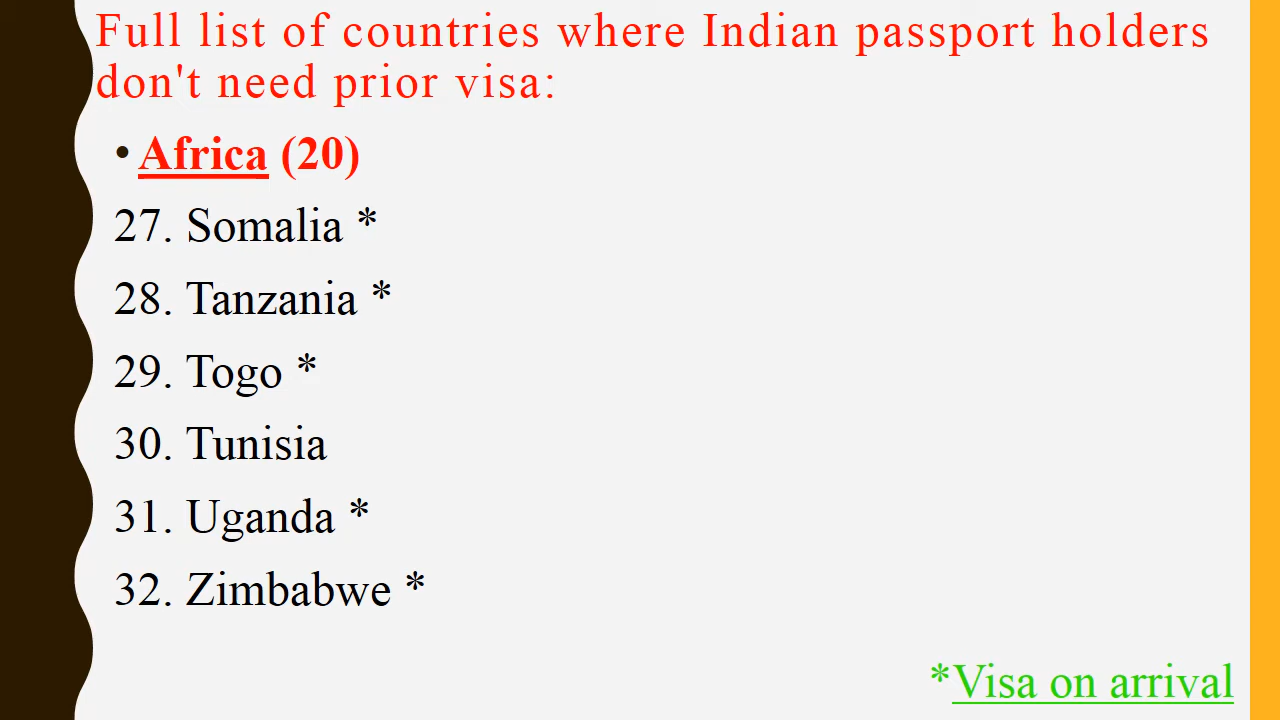 Full list of countries where Indian passport holders
don't need prior visa:
• Africa (20)
27. Somalia *
28. Tanzania *
29. Togo *
30. Tunisia
31. Uganda *
32. Zimbabwe *
*Visa on arrival